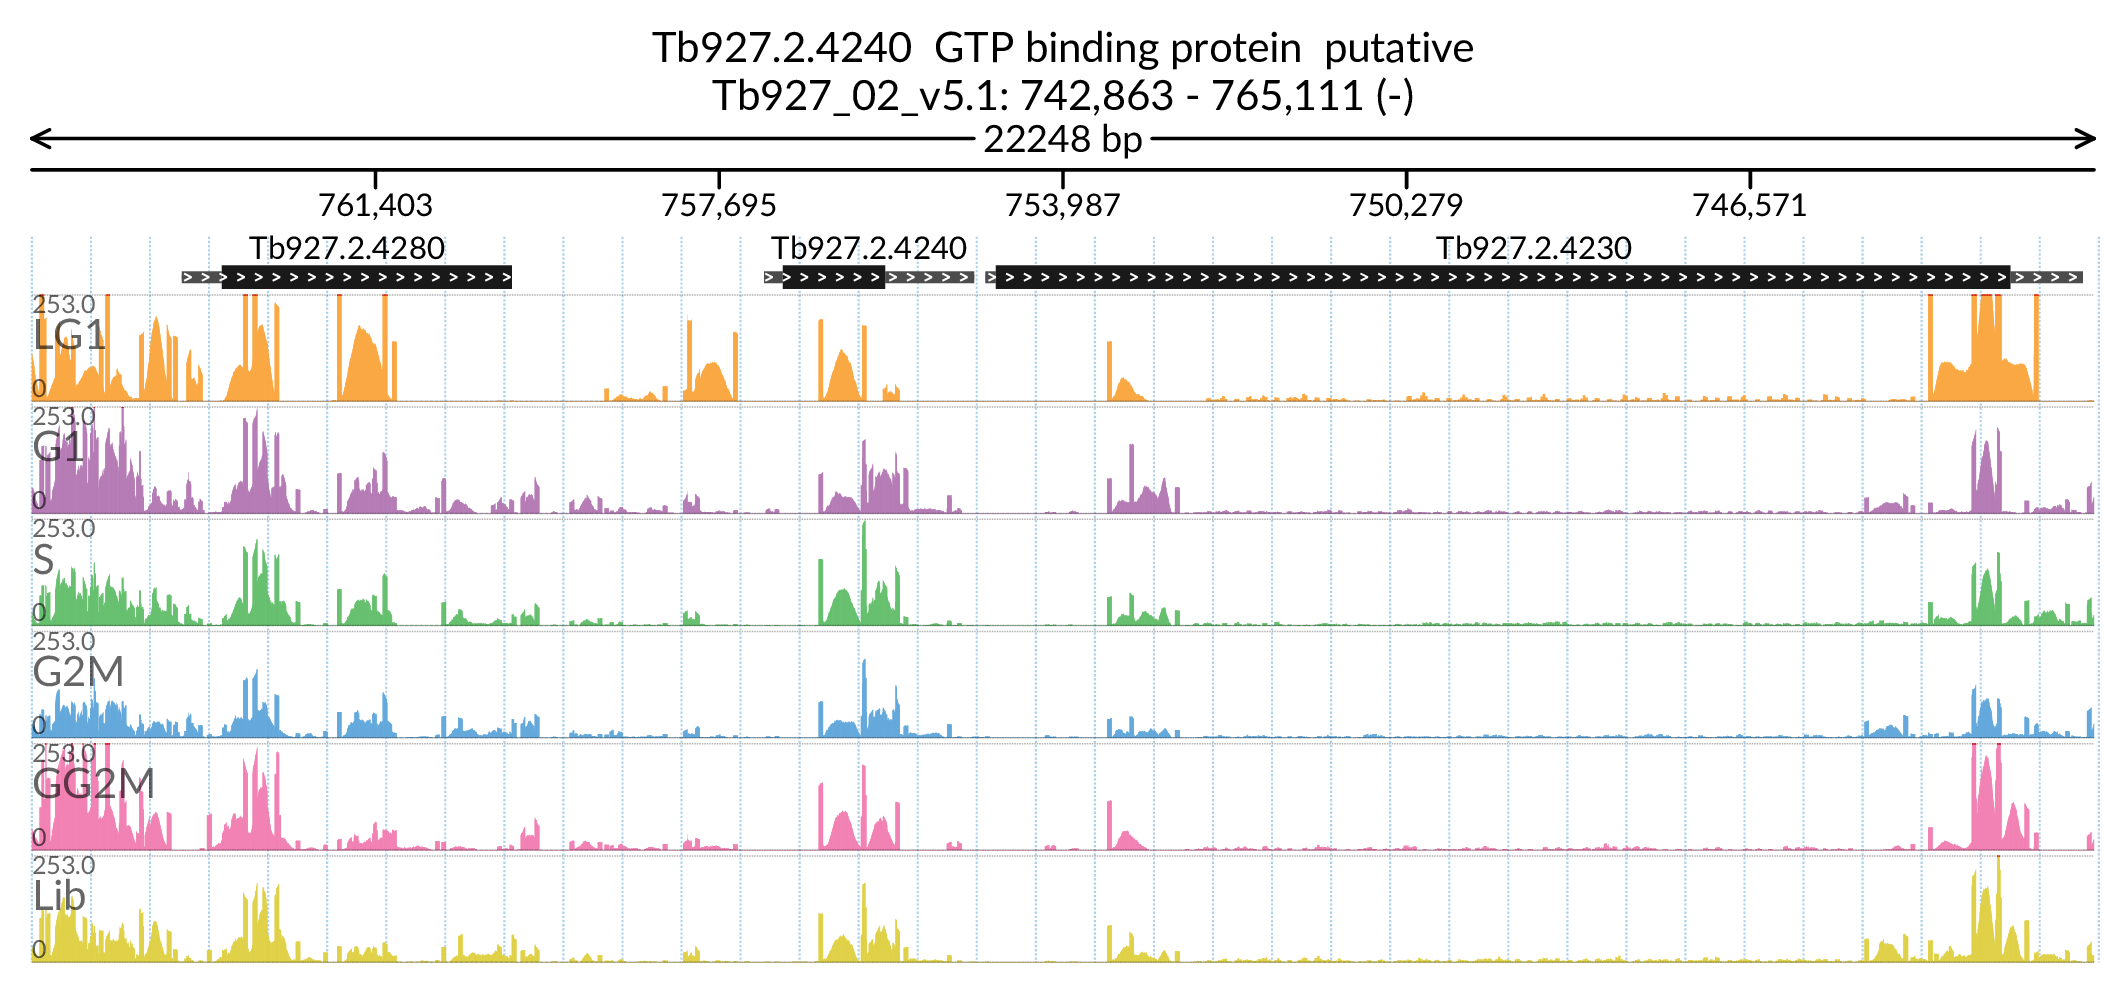 Tb927.2.4240  GTP binding protein  putative
Tb927_02_v5.1: 742,863 - 765,111 (-)
22248 bp
761,403 757,695 753,987 750,279 746,571
Tb927.2.4280 Tb927.2.4240 Tb927.2.4230
253.0
LG1
0
253.0
G1
0
253.0
S
0
253.0
G2M
0
253.0
GG2M
0
253.0
Lib
0